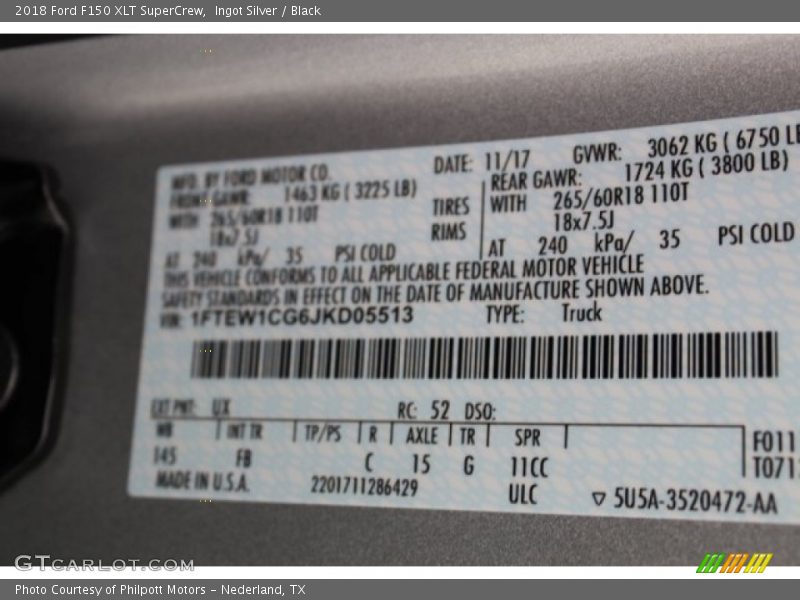 2018 Ford F150 XLT SuperCrew, Ingot Silver / Black
MFD. BY FORD MOTOR CO. DATE: 11/17 GVWR: 3062 KG ( 6750 LB
FRONT GAWR: 1463 KG ( 3225 LB) REAR GAWR: 1724 KG ( 3800 LB)
WITH 265/60R18 110T TIRES WITH 265/60R18 110T
18x7.5J RIMS 18x7.5J
AT 240 kPa/ 35 PSI COLD AT 240 kPa/ 35 PSI COLD
THIS VEHICLE CONFORMS TO ALL APPLICABLE FEDERAL MOTOR VEHICLE
SAFETY STANDARDS IN EFFECT ON THE DATE OF MANUFACTURE SHOWN ABOVE.
VIN: 1FTEW1CG6JKD05513 TYPE: Truck
EXT PNT: UX RC: 52 DSO:
WB INT TR TP/PS R AXLE TR SPR
145 FB C 15 G 11CC
F011
T071
MADE IN U.S.A. 2201711286429 ULC ▽ 5U5A-3520472-AA
GTCARLOT.COM
Photo Courtesy of Philpott Motors - Nederland, TX